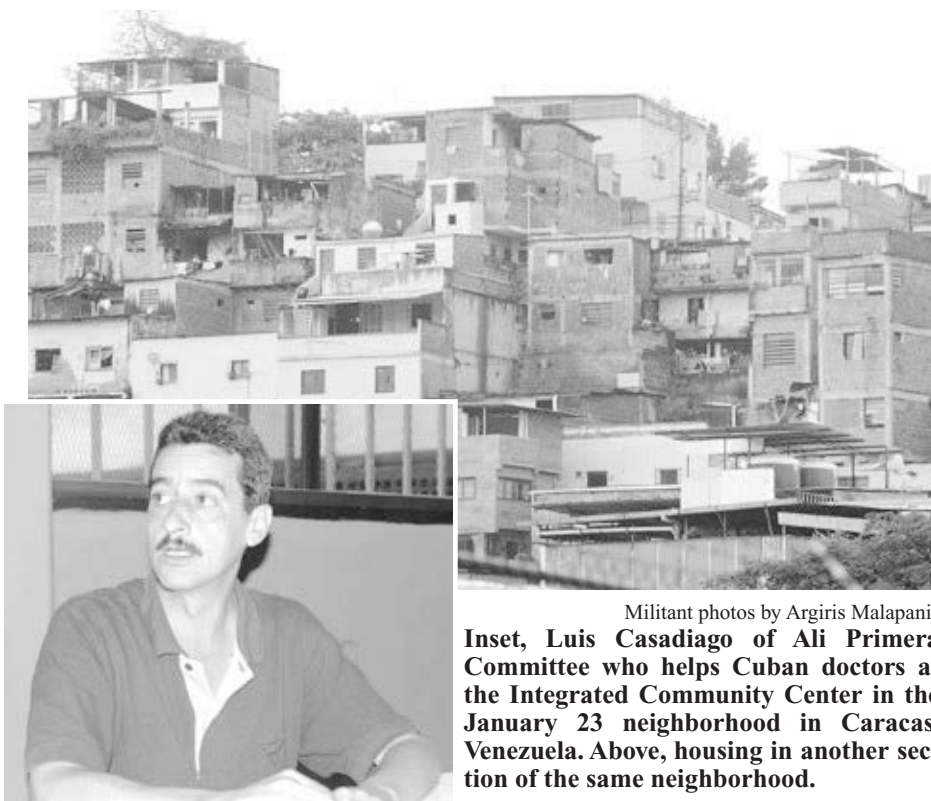 Militant photos by Argiris Malapani
Inset, Luis Casadiago of Ali Primera
Committee who helps Cuban doctors a
the Integrated Community Center in the
January 23 neighborhood in Caracas
Venezuela. Above, housing in another sec
tion of the same neighborhood.